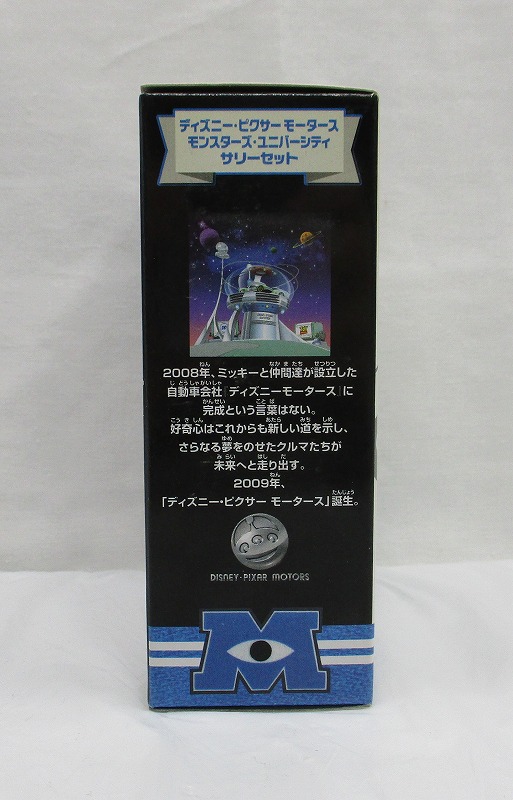 ディズニー・ピクサー モータース
モンスターズ・ユニバーシティ
サリーセット
2008年、ミッキーと仲間達が設立した
自動車会社『ディズニーモータース』に
完成という言葉はない。
好奇心はこれからも新しい道を示し、
さらなる夢をのせたクルマたちが
未来へと走り出す。
2009年、
「ディズニー・ピクサー モータース」誕生。
DISNEY・PIXAR MOTORS
M